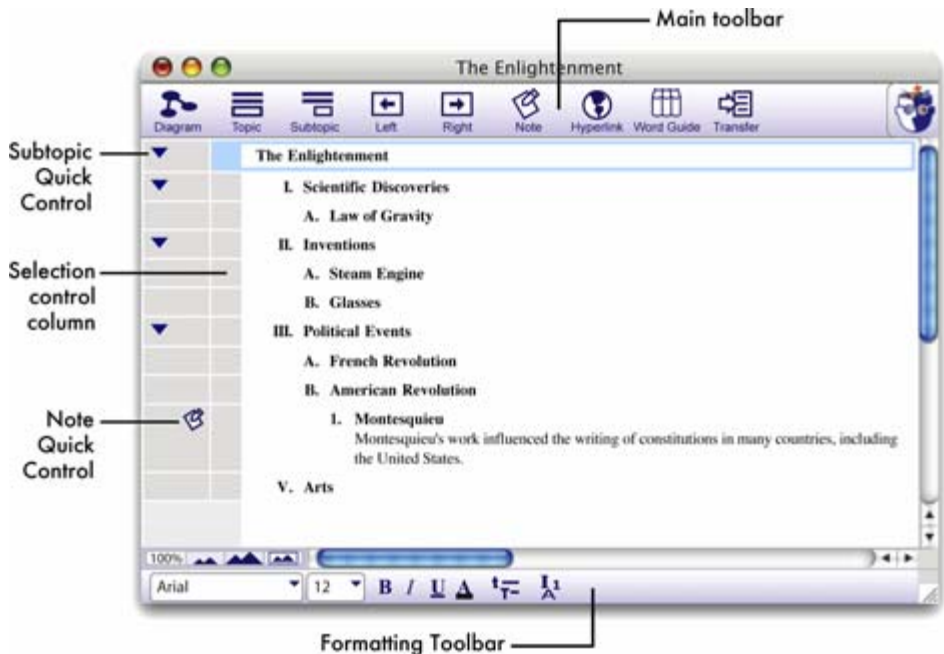 Main toolbar
The Enlightenment
Diagram Topic Subtopic Left Right Note Hyperlink Word Guide Transfer
Subtopic
Quick
Control
The Enlightenment
I. Scientific Discoveries
A. Law of Gravity
II. Inventions
Selection
control
column
A. Steam Engine
B. Glasses
III. Political Events
A. French Revolution
B. American Revolution
Note
Quick
Control
1. Montesquieu
Montesquieu's work influenced the writing of constitutions in many countries, including
the United States.
V. Arts
100%
Arial 12 B I U A
Formatting Toolbar